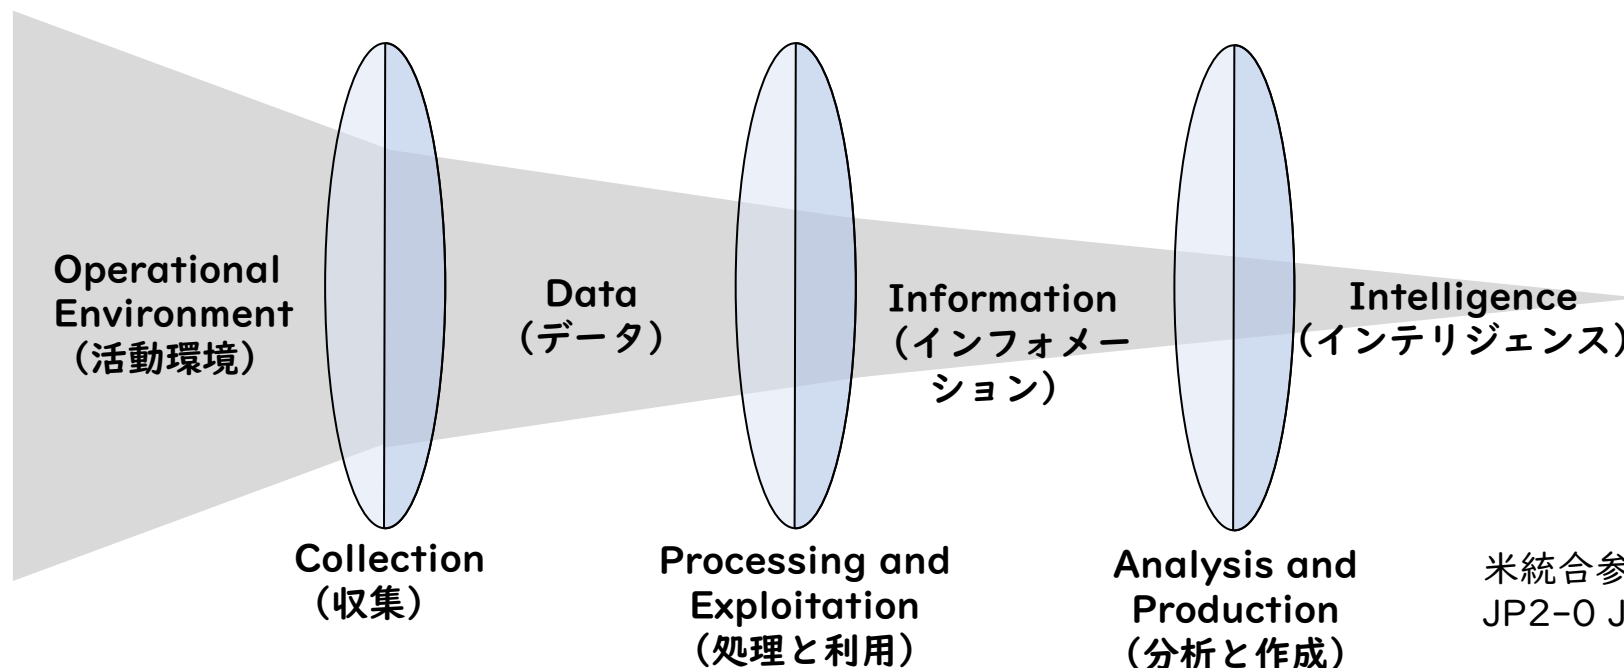 Operational
Environment
（活動環境）
Data
（データ）
Information
（インフォメー
ション）
Intelligence
（インテリジェンス）
Collection
（収集）
Processing and
Exploitation
（処理と利用）
Analysis and
Production
（分析と作成）
米統合参
JP2-0 J